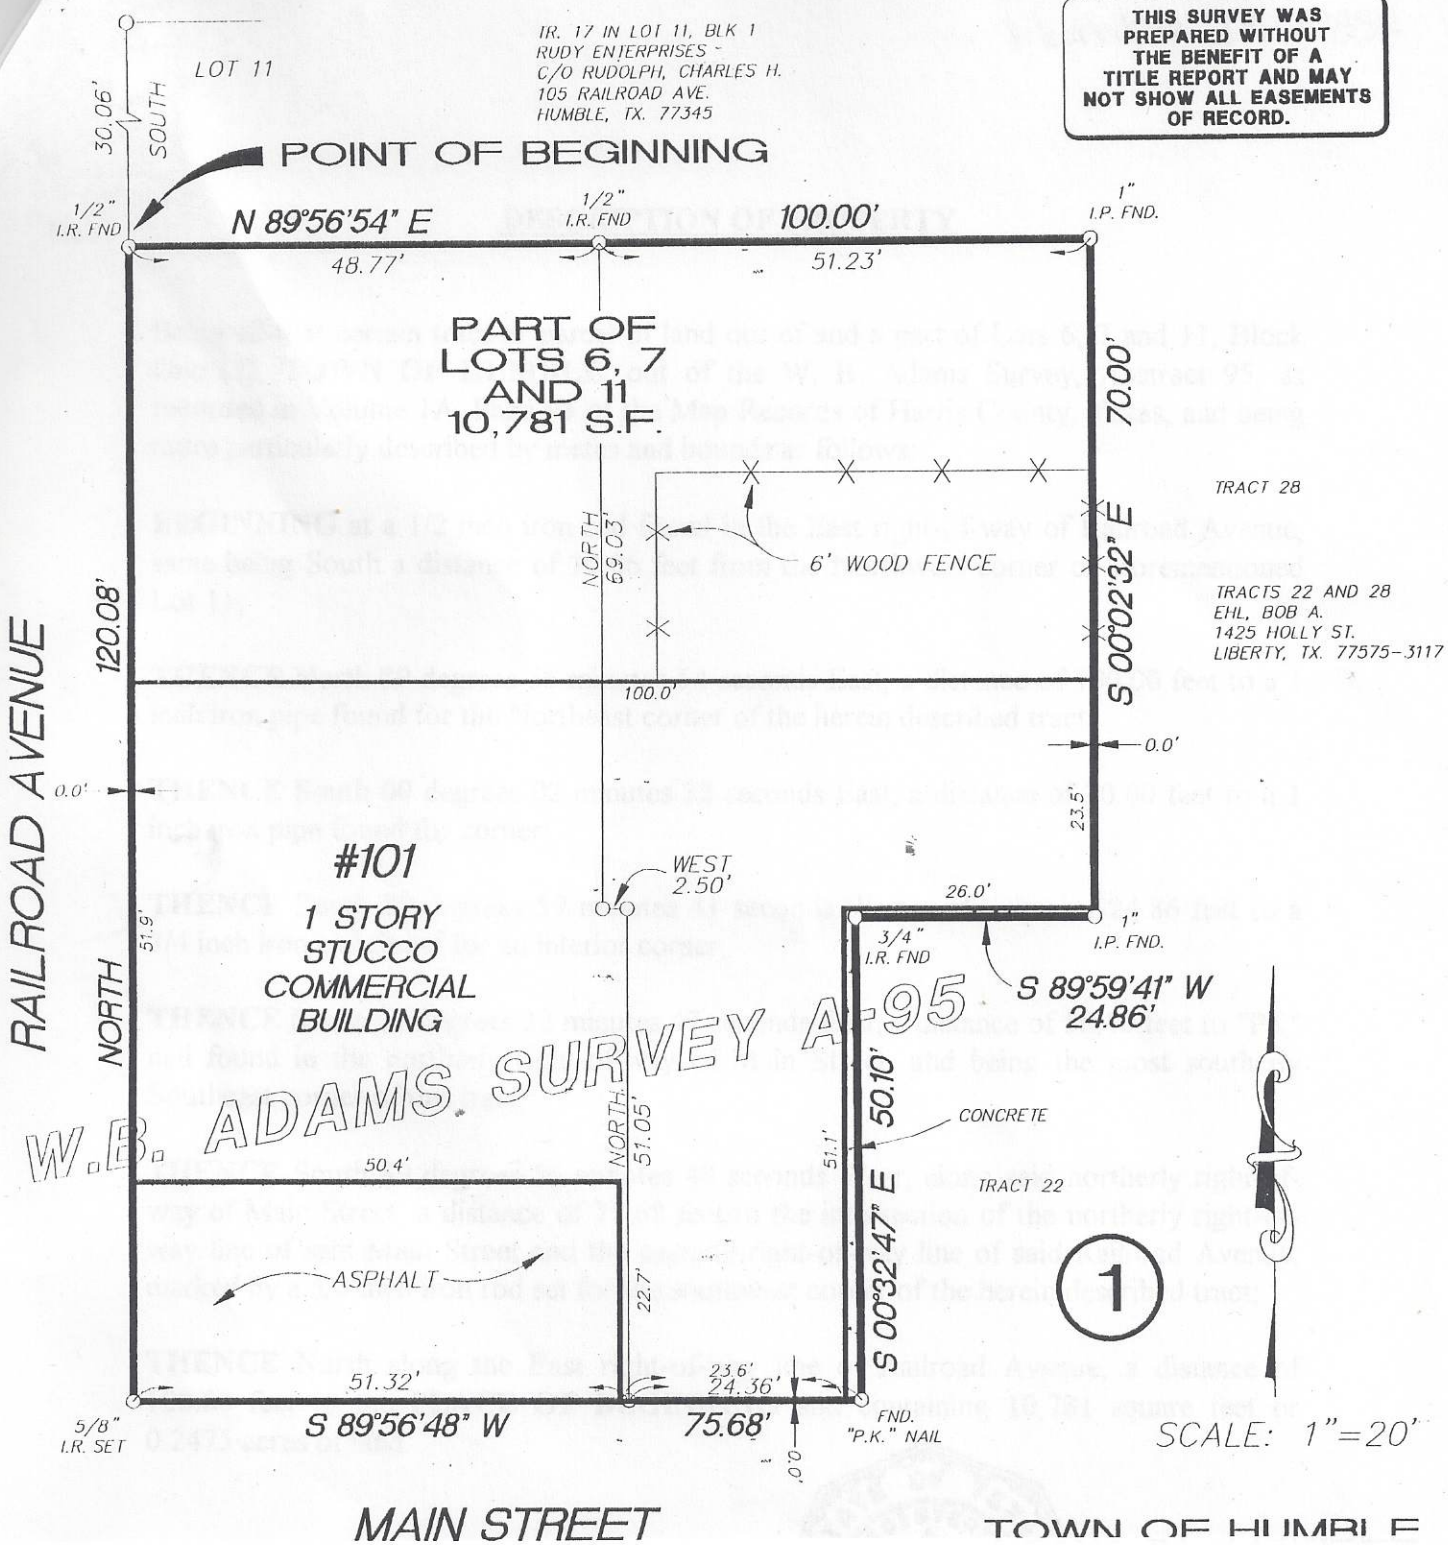 THIS SURVEY WAS
PREPARED WITHOUT
THE BENEFIT OF A
TITLE REPORT AND MAY
NOT SHOW ALL EASEMENTS
OF RECORD.
TR. 17 IN LOT 11, BLK 1
RUDY ENTERPRISES -
C/O RUDOLPH, CHARLES H.
105 RAILROAD AVE.
HUMBLE, TX. 77345
LOT 11
30.06'
SOUTH
POINT OF BEGINNING
1/2"
I.R. FND
N 89°56'54" E
1/2"
I.R. FND
100.00'
1"
I.P. FND.
48.77'
51.23'
PART OF
LOTS 6, 7
AND 11
10,781 S.F.
70.00'
S 00°02'32" E
TRACT 28
NORTH
69.03'
6' WOOD FENCE
TRACTS 22 AND 28
EHL, BOB A.
1425 HOLLY ST.
LIBERTY, TX. 77575-3117
120.08'
NORTH
RAILROAD AVENUE
100.0'
0.0'
0.0'
23.5'
#101
1 STORY
STUCCO
COMMERCIAL
BUILDING
51.9'
WEST
2.50'
26.0'
3/4"
I.R. FND
1"
I.P. FND.
S 89°59'41" W
24.86'
W.B. ADAMS SURVEY A-95
NORTH
51.05'
50.10'
S 00°32'47" E
51.1'
CONCRETE
50.4'
TRACT 22
ASPHALT
22.7'
1
51.32'
23.6'
24.36'
5/8"
I.R. SET
S 89°56'48" W
75.68'
0.0'
FND.
"P.K." NAIL
SCALE: 1"=20'
MAIN STREET
TOWN OF HUMBLE